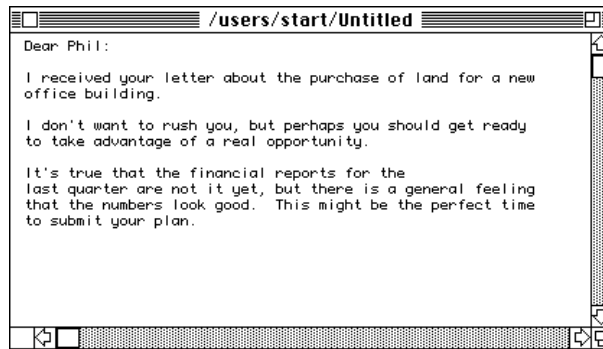 /users/start/Untitled
Dear Phil:
I received your letter about the purchase of land for a new
office building.
I don't want to rush you, but perhaps you should get ready
to take advantage of a real opportunity.
It's true that the financial reports for the
last quarter are not it yet, but there is a general feeling
that the numbers look good. This might be the perfect time
to submit your plan.